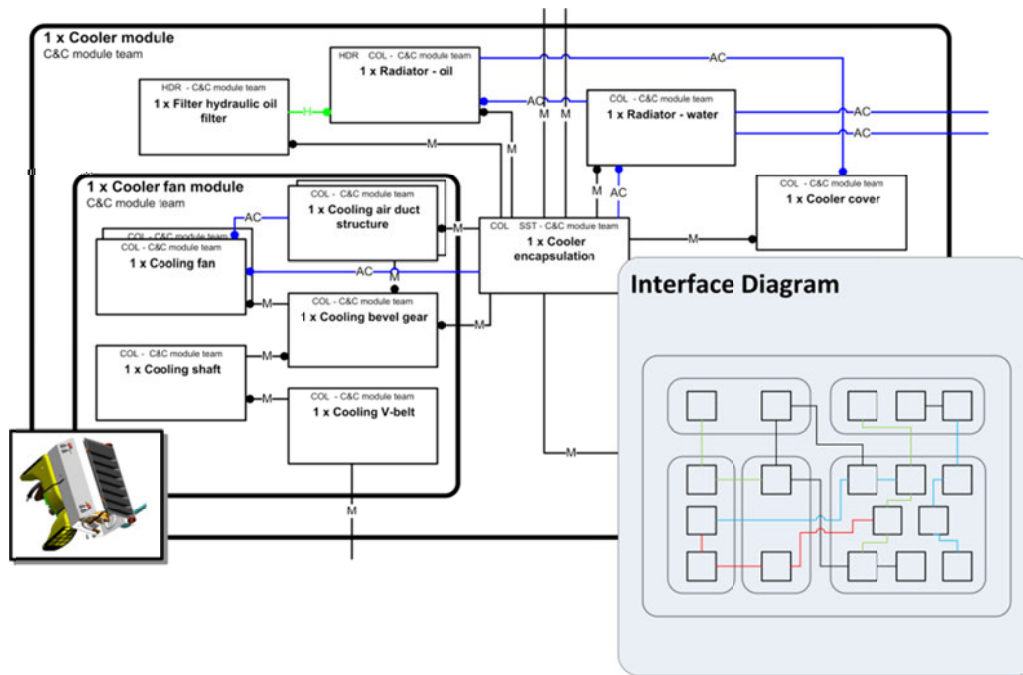 1 x Cooler module
C&C module team
HDR COL - C&C module team
1 x Radiator - oil
AC
HDR - C&C module team
1 x Filter hydraulic oil
filter
H
AC
M
M
COL - C&C module team
1 x Radiator - water
AC
AC
M
M
M
AC
1 x Cooler fan module
C&C module team
COL - C&C module team
1 x Cooling air duct
structure
AC
M
COL - C&C module team
1 x Cooler cover
COL SST - C&C module team
1 x Cooler
encapsulation
M
COL - C&C module team
COL - C&C module team
1 x Cooling fan
AC
M
M
COL - C&C module team
1 x Cooling bevel gear
M
COL - C&C module team
1 x Cooling shaft
M
M
COL - C&C module team
1 x Cooling V-belt
M
M
Interface Diagram